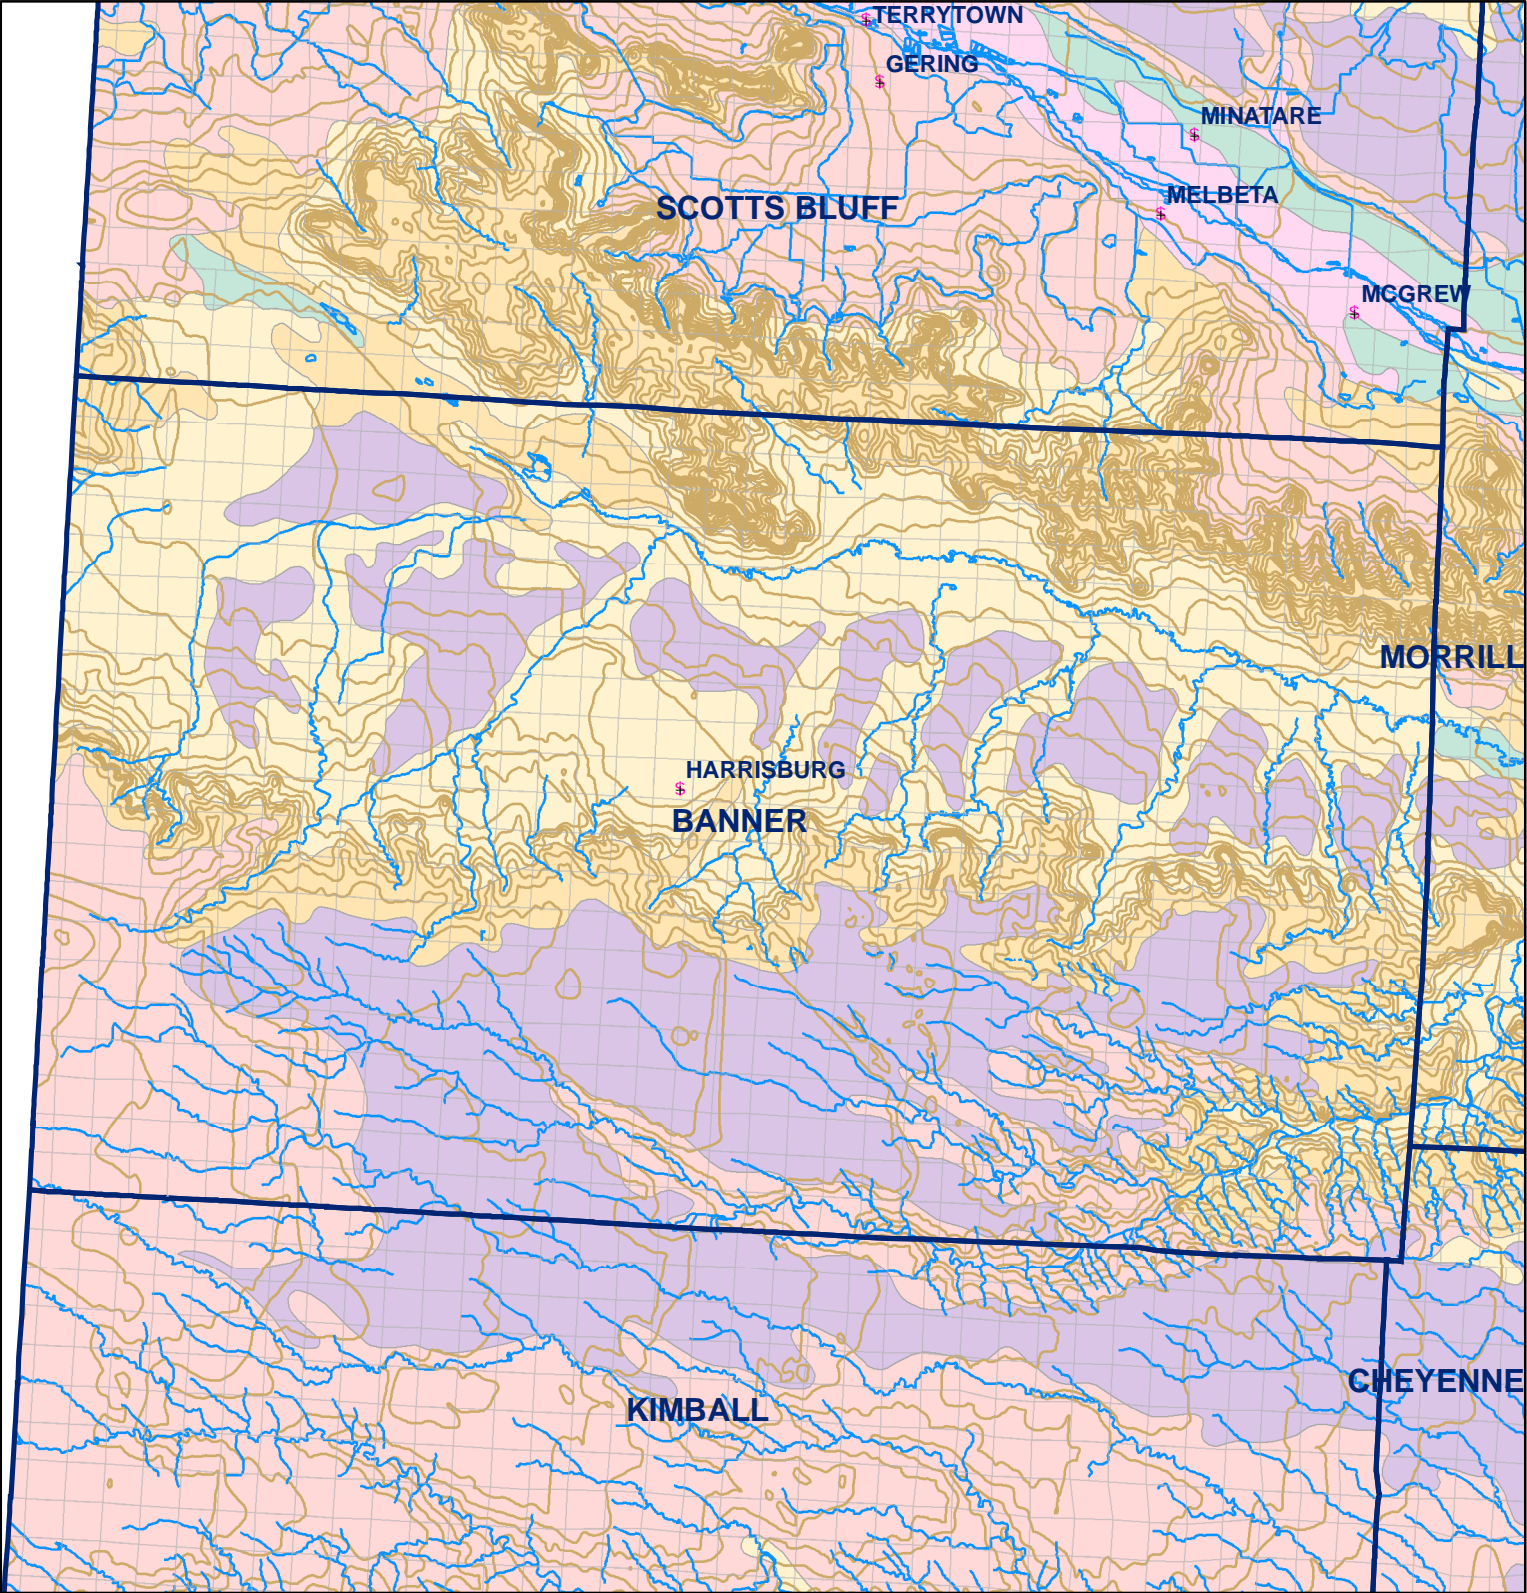 TERRYTOWN
GERING
MINATARE
MELBETA
SCOTTS BLUFF
MCGREW
MORRILL
HARRISBURG
BANNER
CHEYENNE
KIMBALL